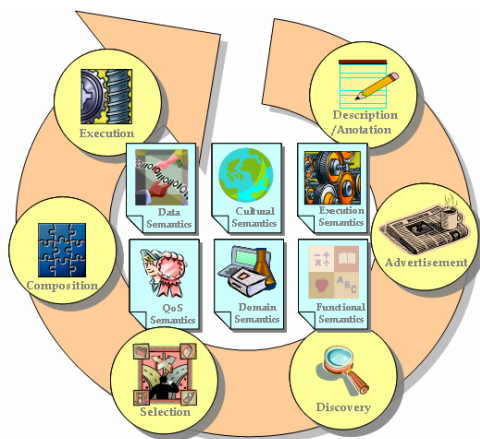 Execution
Description
/Anotation
Data
Semantics
Cultural
Semantics
Execution
Semantics
Composition
Advertisement
QoS
Semantics
Domain
Semantics
Functional
Semantics
Selection
Discovery